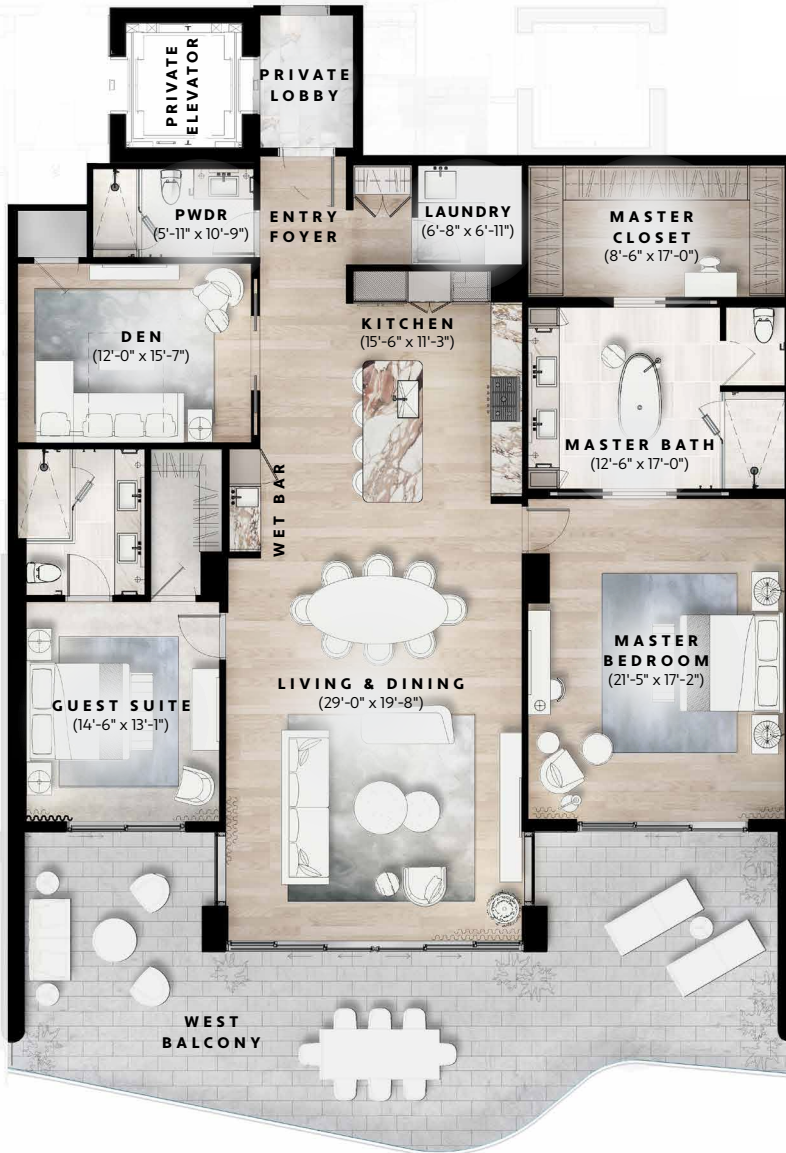 PRIVATE
ELEVATOR
PRIVATE
LOBBY
PWDR
(5'-11" x 10'-9")
ENTRY
FOYER
LAUNDRY
(6'-8" x 6'-11")
MASTER
CLOSET
(8'-6" x 17'-0")
DEN
(12'-0" x 15'-7")
KITCHEN
(15'-6" x 11'-3")
MASTER BATH
(12'-6" x 17'-0")
WET BAR
MASTER
BEDROOM
(21'-5" x 17'-2")
LIVING & DINING
(29'-0" x 19'-8")
GUEST SUITE
(14'-6" x 13'-1")
WEST
BALCONY